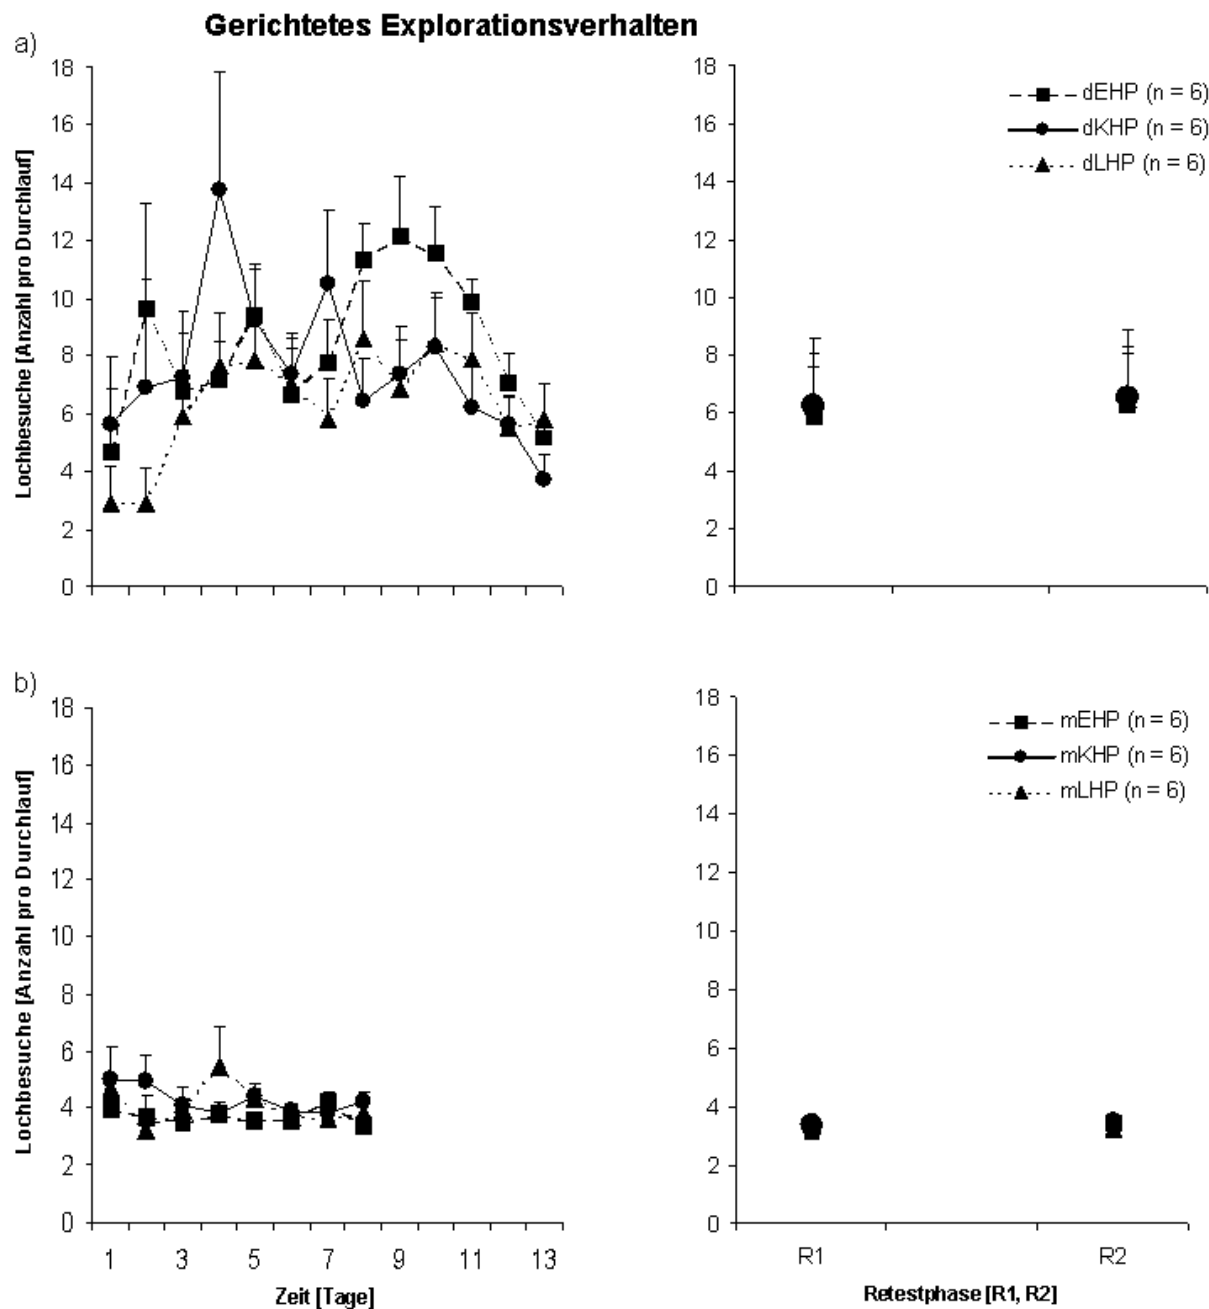 Gerichtetes Explorationsverhalten
a)
Lochbesuche [Anzahl pro Durchlauf]
18
16
14
12
10
8
6
4
2
0
18
16
14
12
10
8
6
4
2
0
dEHP (n = 6)
dKHP (n = 6)
dLHP (n = 6)
b)
Lochbesuche [Anzahl pro Durchlauf]
18
16
14
12
10
8
6
4
2
0
1 3 5 7 9 11 13
Zeit [Tage]
18
16
14
12
10
8
6
4
2
0
mEHP (n = 6)
mKHP (n = 6)
mLHP (n = 6)
R1 R2
Retestphase [R1, R2]